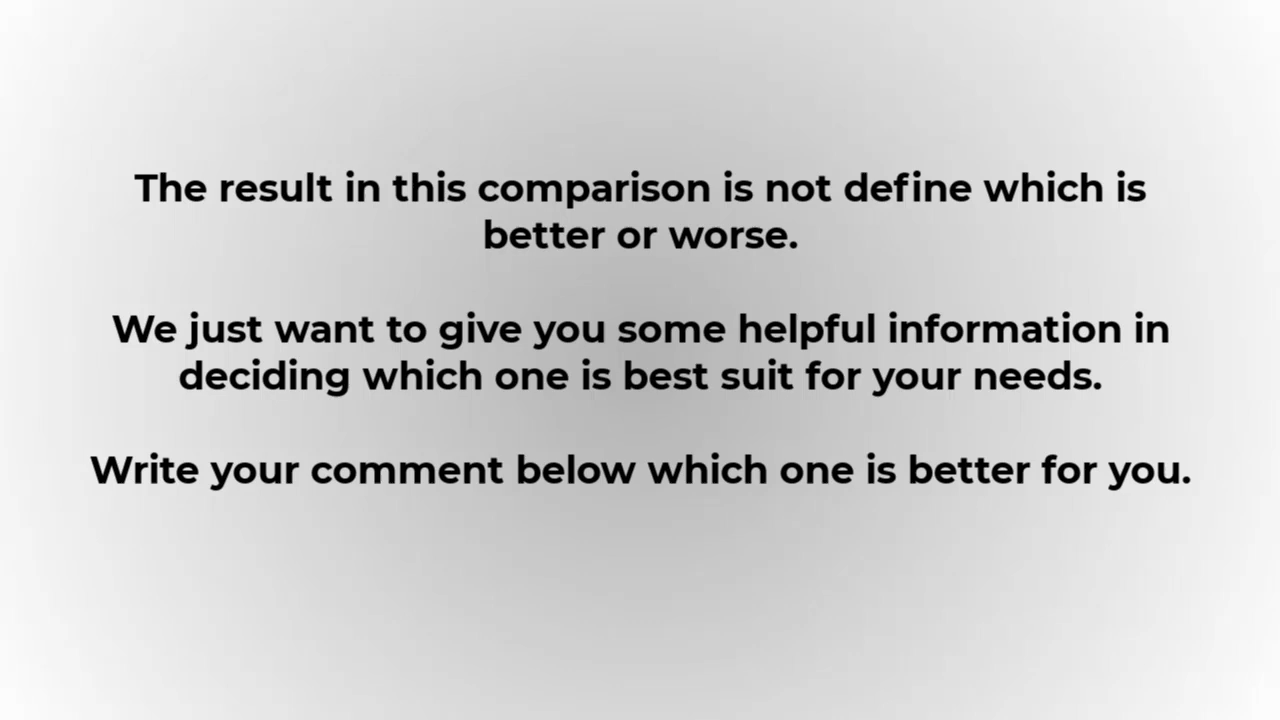 The result in this comparison is not define which is
better or worse.
We just want to give you some helpful information in
deciding which one is best suit for your needs.
Write your comment below which one is better for you.